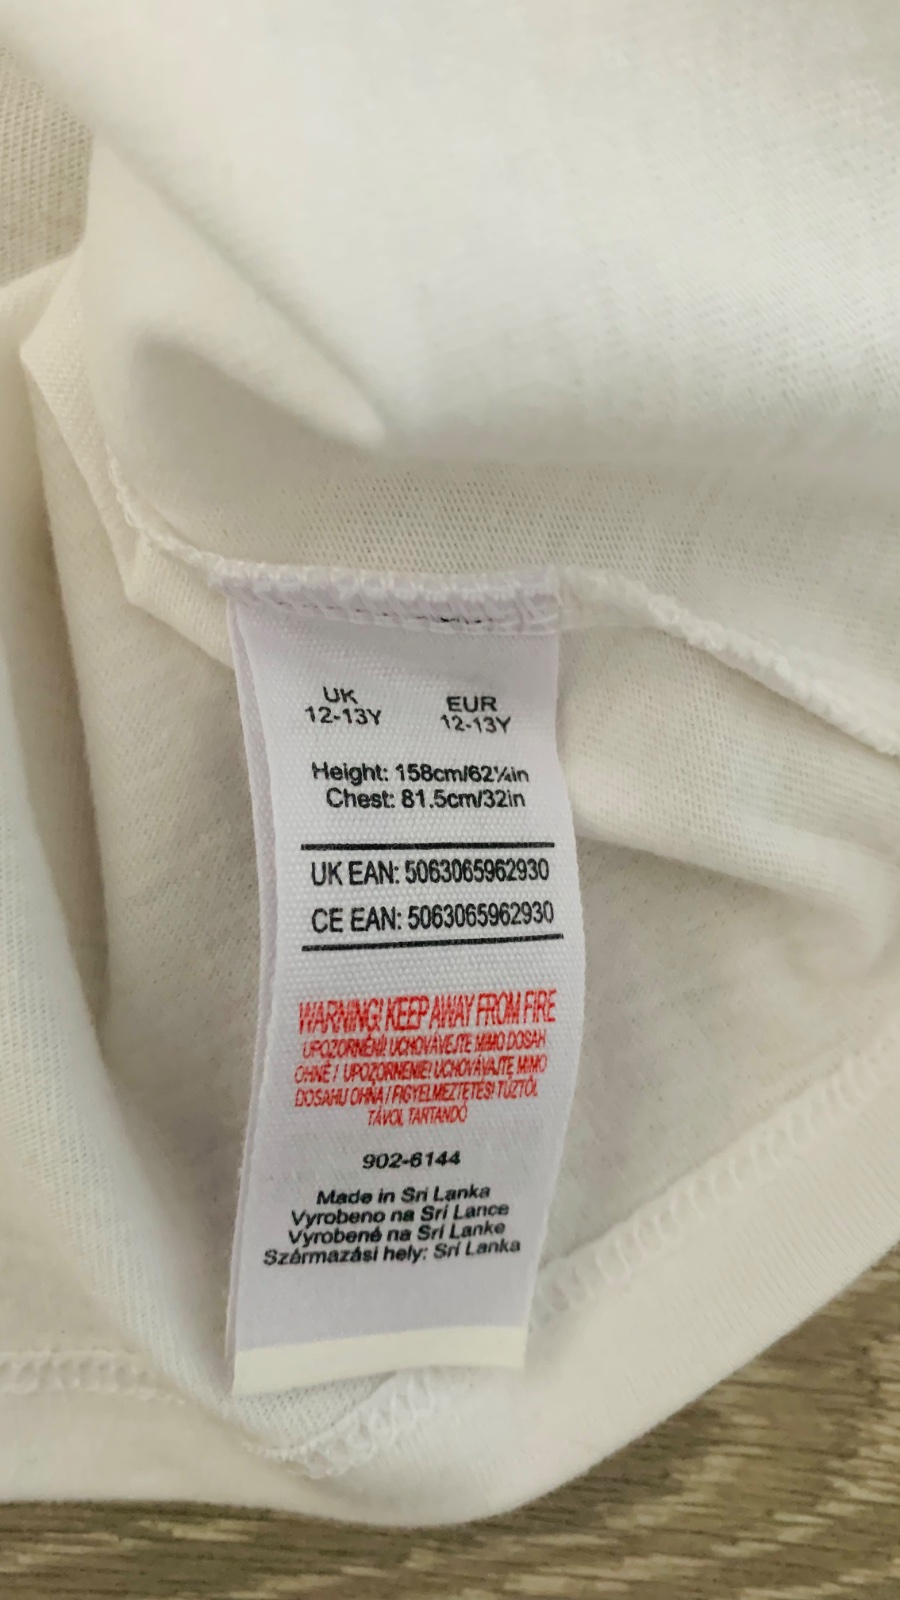 UK EUR
12-13Y 12-13Y
Height: 158cm/62¼in
Chest: 81.5cm/32in
UK EAN: 5063065962930
CE EAN: 5063065962930
WARNING! KEEP AWAY FROM FIRE
UPOZORNĚNÍ! UCHOVÁVEJTE MIMO DOSAH
OHNĚ / UPOZORNENIE! UCHOVÁVAJTE MIMO
DOSAHU OHŇA / FIGYELMEZTETÉS! TŰZTŐL
TÁVOL TARTANDÓ
902-6144
Made in Sri Lanka
Vyrobeno na Srí Lance
Vyrobené na Srí Lanke
Származási hely: Srí Lanka